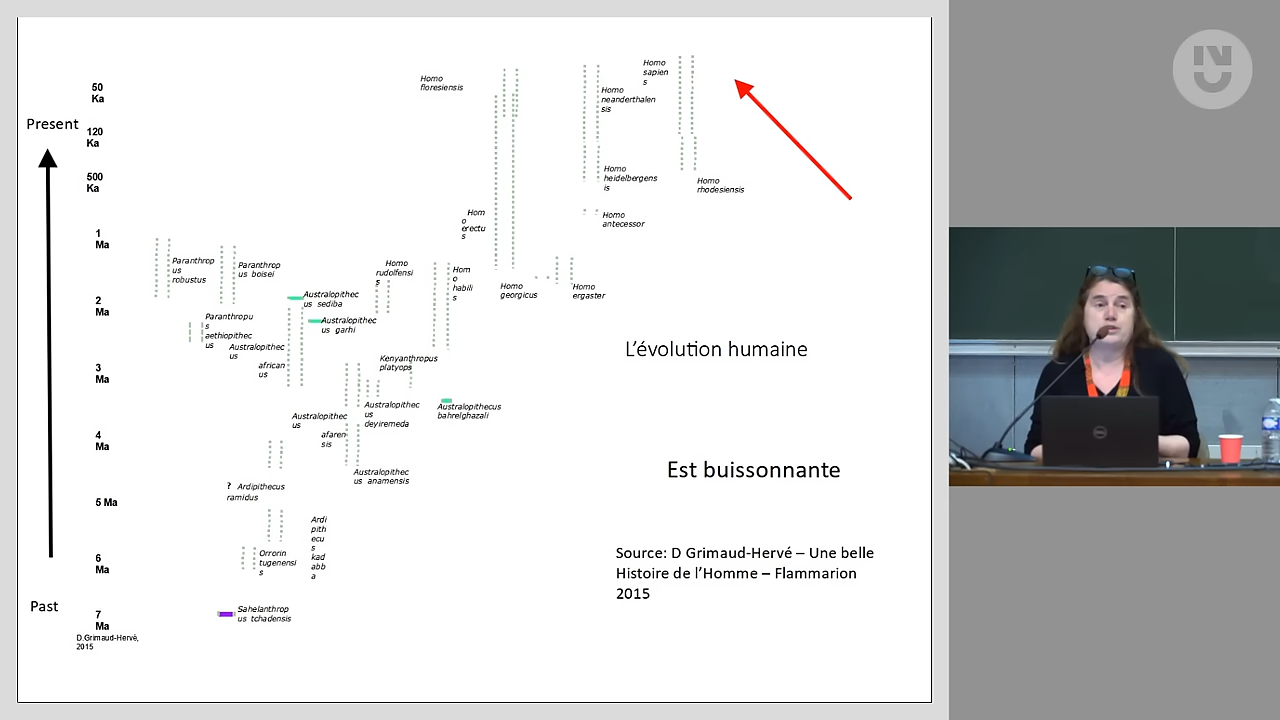 50
Ka
Present
120
Ka
500
Ka
1
Ma
2
Ma
3
Ma
4
Ma
5 Ma
6
Ma
Past
7
Ma
D.Grimaud-Hervé,
2015
Homo
floresiensis
Homo
sapien
s
Homo
neanderthalen
sis
Homo
heidelbergens
is
Homo
rhodesiensis
Homo
antecessor
Hom
o
erectu
s
Paranthrop
us
robustus
Paranthrop
us boisei
Homo
rudolfensi
s
Hom
o
habili
s
Homo
georgicus
Homo
ergaster
Australopithec
us sediba
Paranthropu
s
aethiopithec
us
Australopithec
us garhi
Australopithec
us
african
us
Kenyanthropus
platyops
Australopithec
us
deyiremeda
Australopithecus
bahrelghazali
Australopithec
us
afaren
sis
Australopithec
us anamensis
? Ardipithecus
ramidus
Ardi
pith
ecu
s
kad
abb
a
Orrorin
tugenensi
s
Sahelanthrop
us tchadensis
L'évolution humaine
Est buissonnante
Source: D Grimaud-Hervé – Une belle
Histoire de l'Homme – Flammarion
2015
DELL